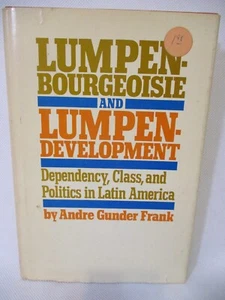 LUMPEN-
BOURGEOISIE
AND
LUMPEN-
DEVELOPMENT
Dependency, Class, and
Politics in Latin America
by Andre Gunder Frank